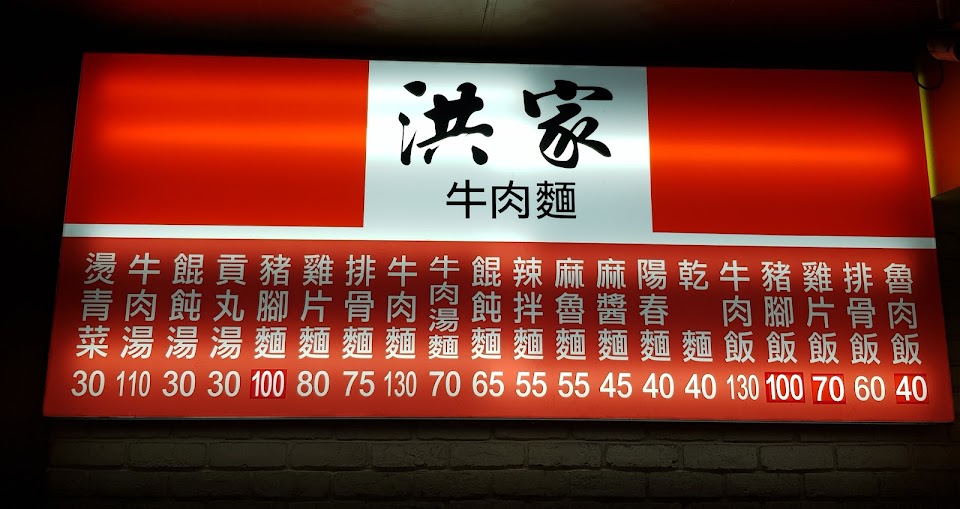 洪家
牛肉麵
魯肉飯 40
排骨飯 60
雞片飯 70
豬腳飯 100
牛肉飯 130
乾麵 40
陽春麵 40
麻醬麵 45
麻魯麵 55
辣拌麵 55
餛飩麵 65
牛肉湯麵 70
牛肉麵 130
排骨麵 75
雞片麵 80
豬腳麵 100
貢丸湯 30
餛飩湯 30
牛肉湯 110
燙青菜 30